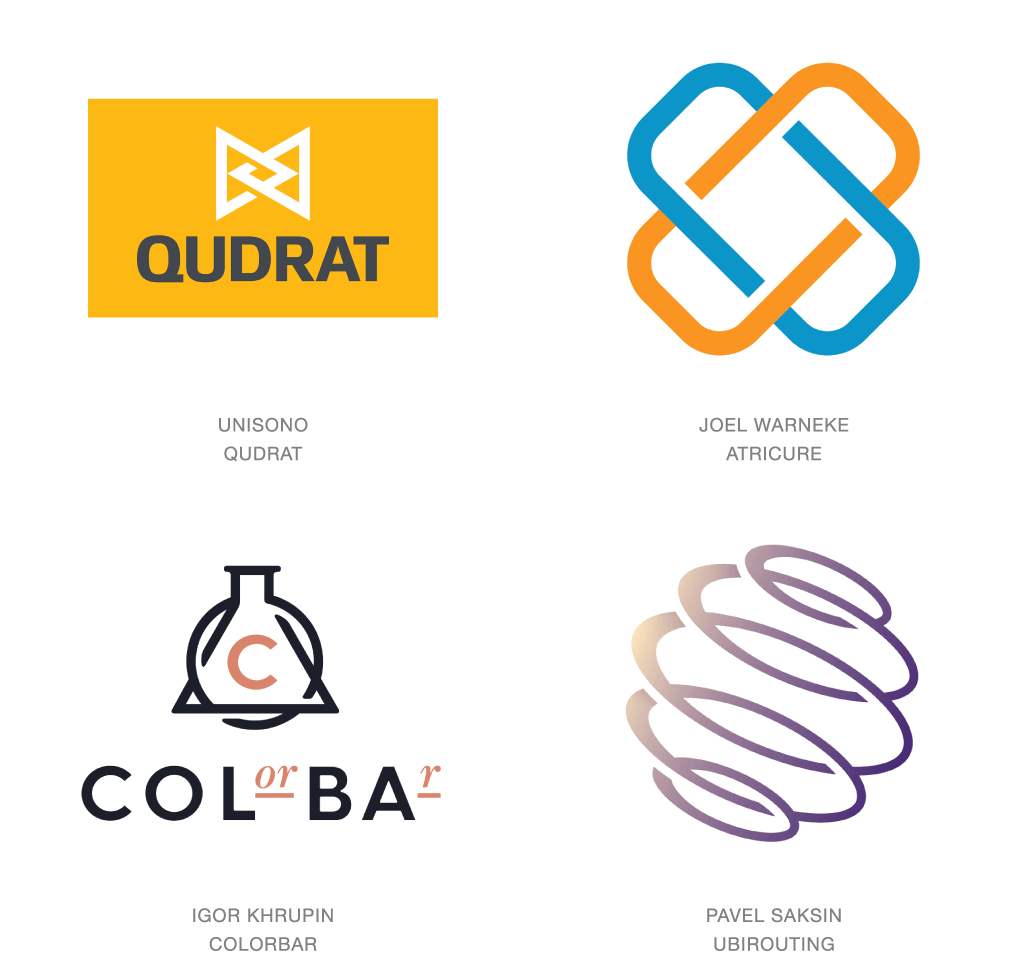 QUDRAT
UNISONO
QUDRAT
JOEL WARNEKE
ATRICURE
C
COLorBAr
IGOR KHRUPIN
COLORBAR
PAVEL SAKSIN
UBIROUTING